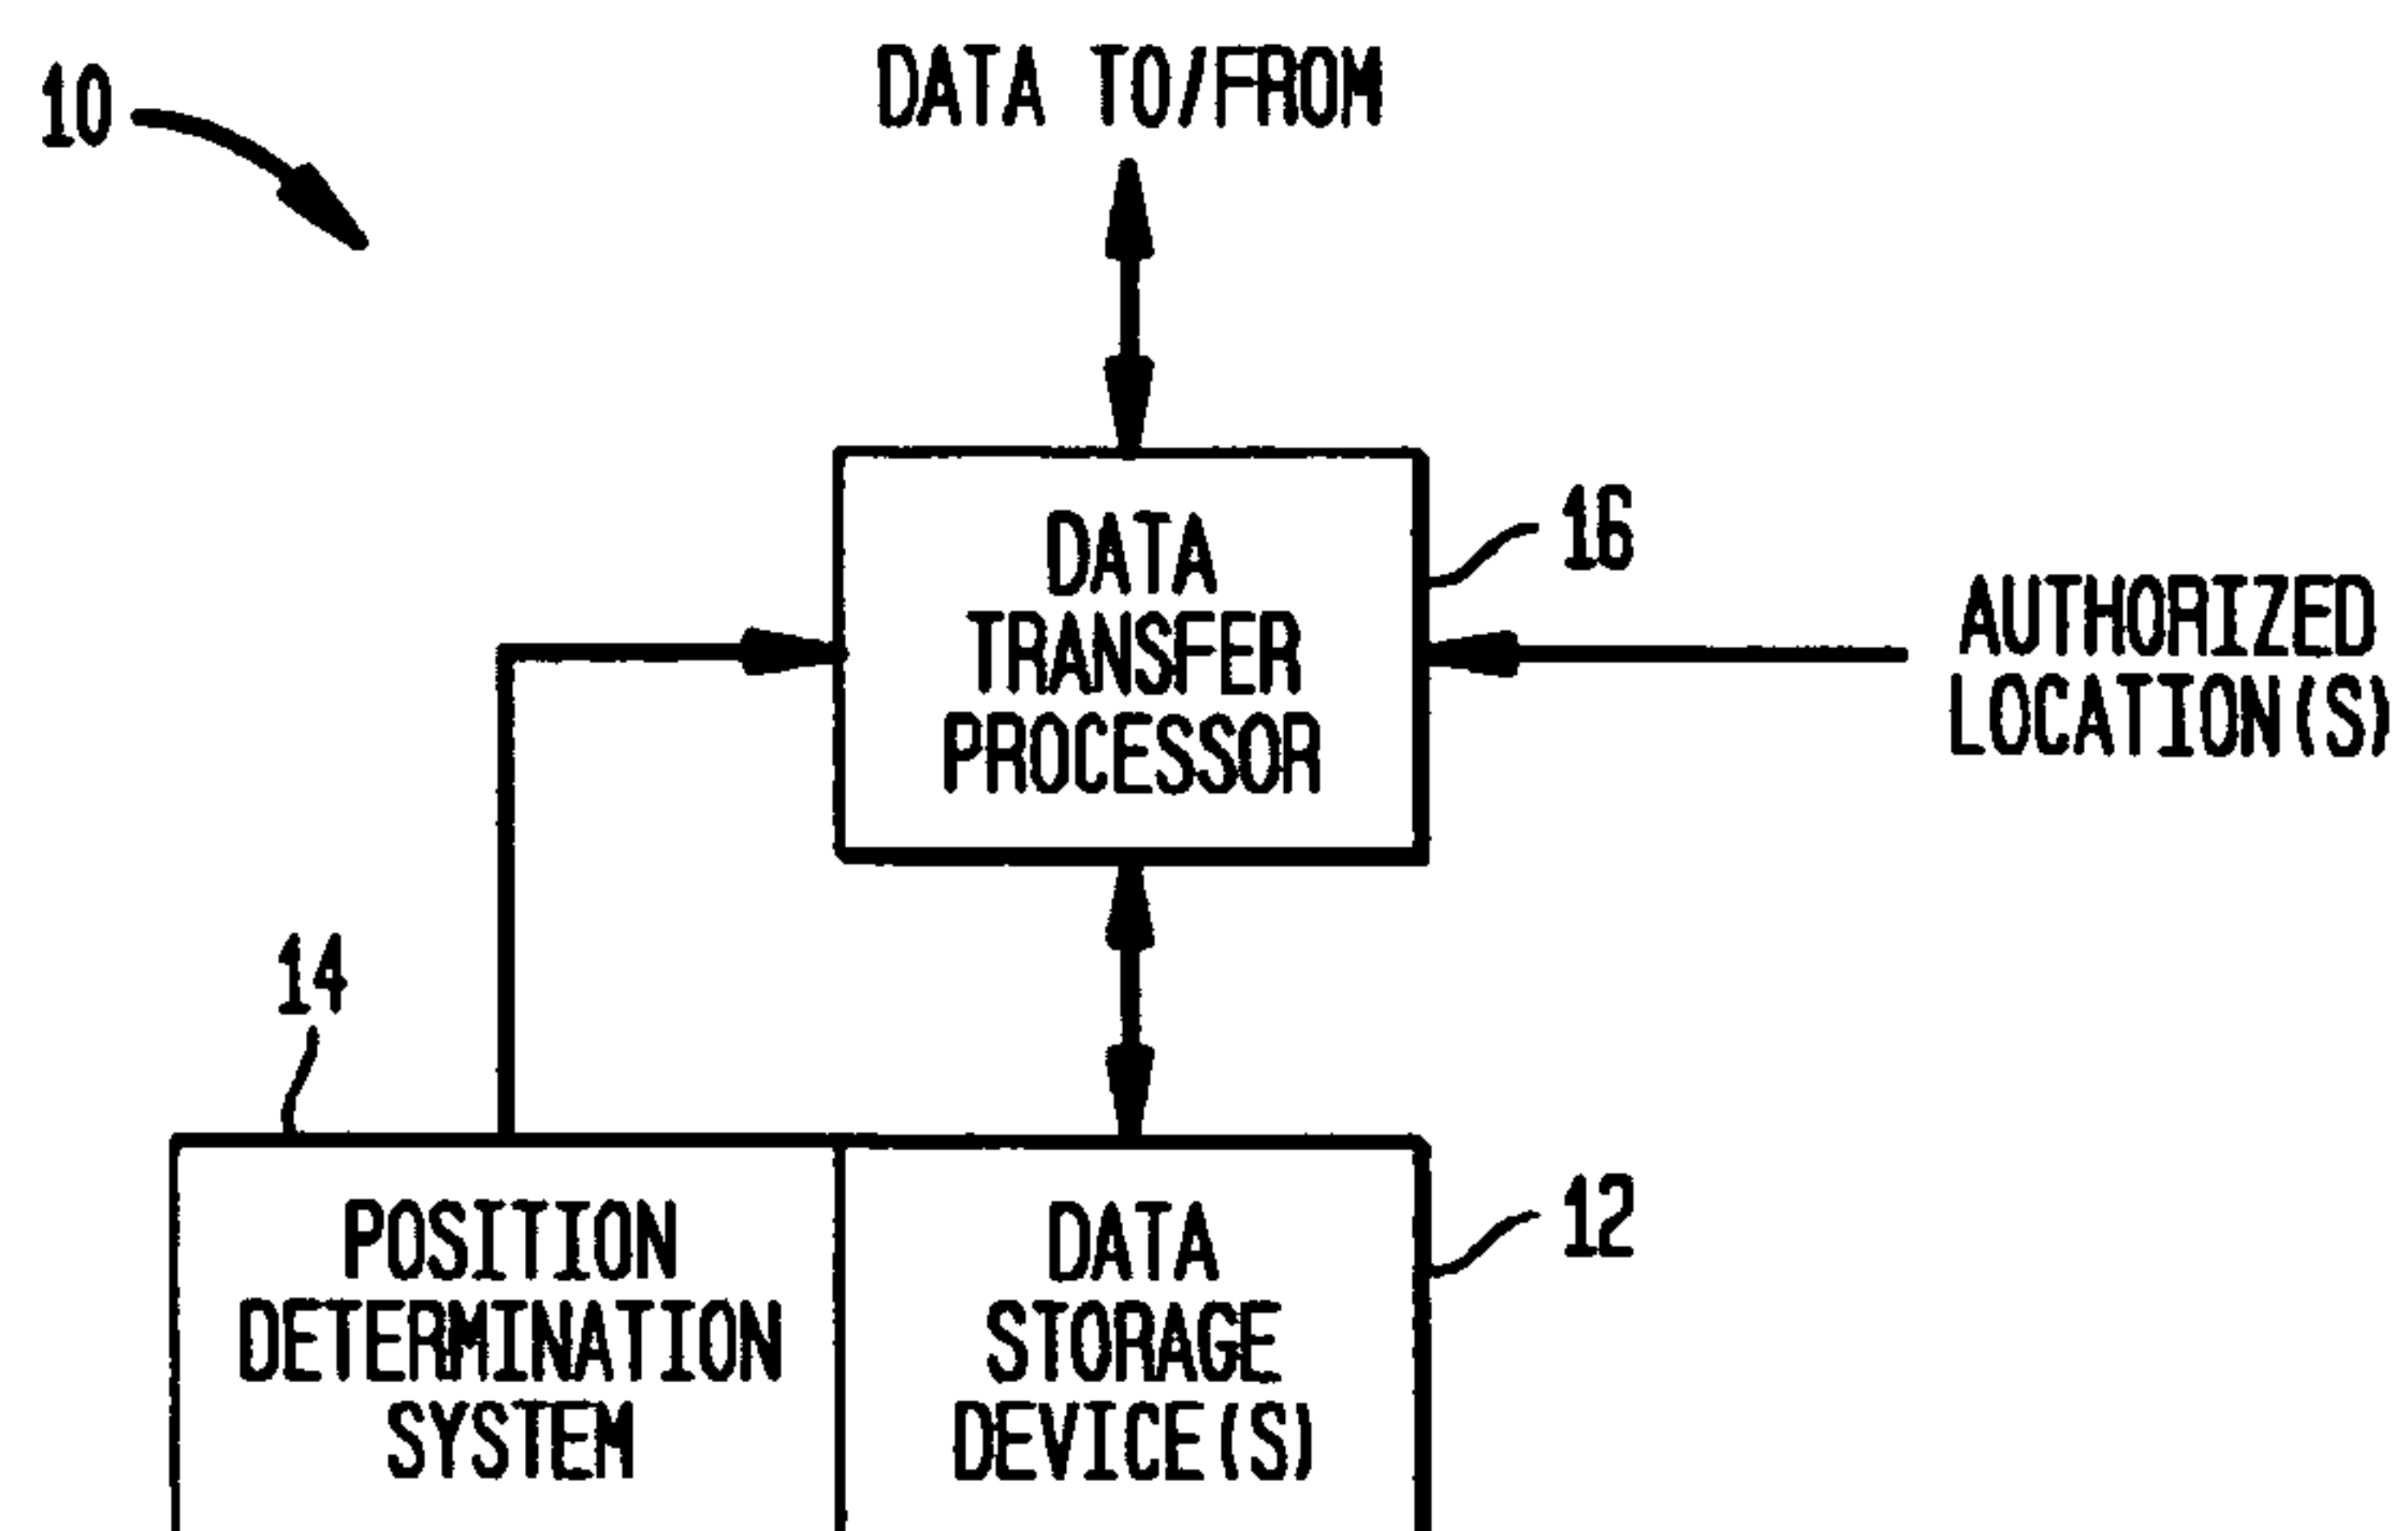 10
DATA TO/FROM
DATA
TRANSFER
PROCESSOR
16
AUTHORIZED
LOCATION(S)
14
POSITION
DETERMINATION
SYSTEM
DATA
STORAGE
DEVICE(S)
12